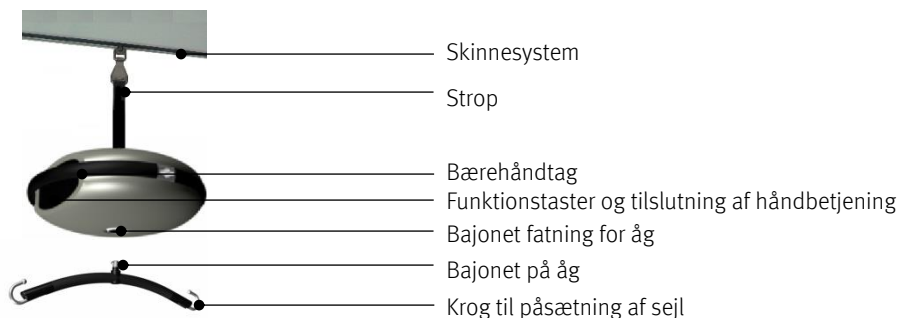 Skinnesystem
Strop
Bærehåndtag
Funktionstaster og tilslutning af håndbetjening
Bajonet fatning for åg
Bajonet på åg
Krog til påsætning af sejl